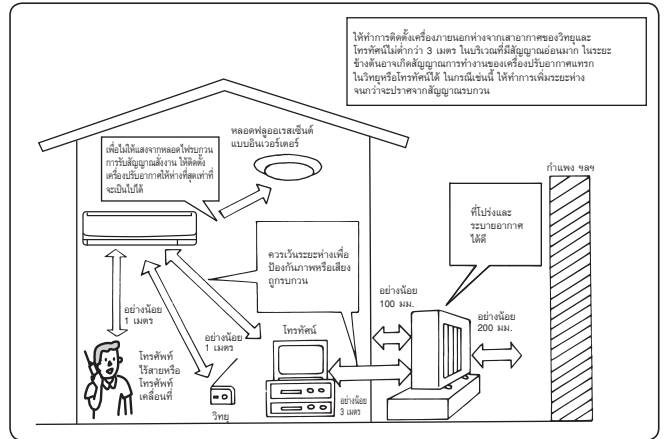 ให้ทำการติดตั้งเครื่องภายนอกห่างจากเสาอากาศของวิทยุและ
โทรทัศน์ไม่ต่ำกว่า 3 เมตร ในบริเวณที่มีสัญญาณอ่อนมาก ในระยะ
ข้างต้นอาจเกิดสัญญาณการทำงานของเครื่องปรับอากาศแทรก
ในวิทยุหรือโทรทัศน์ได้ ในกรณีเช่นนี้ ให้ทำการเพิ่มระยะห่าง
จนกว่าจะปราศจากสัญญาณรบกวน
หลอดฟลูออเรสเซ็นต์
แบบอินเวอร์เตอร์
เพื่อไม่ให้แสงจากหลอดไฟรบกวน
การรับสัญญาณสั่งงาน ให้ติดตั้ง
เครื่องปรับอากาศให้ห่างที่สุดเท่าที่
จะเป็นไปได้
กำแพง ฯลฯ
ที่โปร่งและ
ระบายอากาศ
ได้ดี
ควรเว้นระยะห่างเพื่อ
ป้องกันภาพหรือเสียง
ถูกรบกวน
อย่างน้อย
100 มม.
อย่างน้อย
200 มม.
อย่างน้อย
1 เมตร
อย่างน้อย
1 เมตร
โทรทัศน์
โทรศัพท์
ไร้สายหรือ
โทรศัพท์
เคลื่อนที่
วิทยุ
อย่างน้อย
3 เมตร